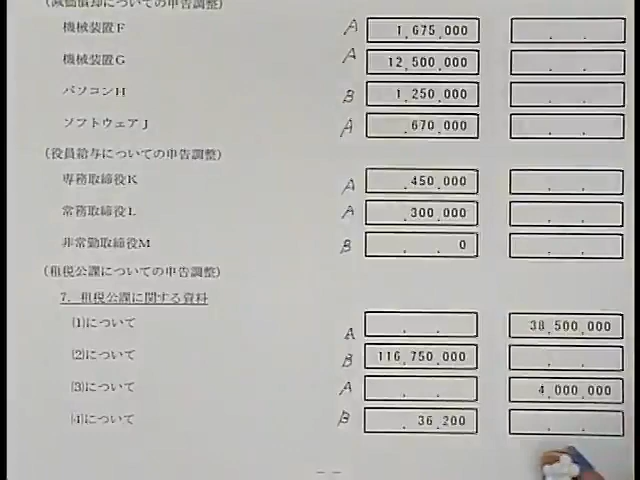 (減価償却についての申告調整)
機械装置F A 1,675,000
機械装置G A 12,500,000
パソコンH B 1,250,000
ソフトウェアJ A 670,000
(役員給与についての申告調整)
専務取締役K A 450,000
常務取締役L A 300,000
非常勤取締役M B 0
(租税公課についての申告調整)
7. 租税公課に関する資料
(1)について A 38,500,000
(2)について B 116,750,000
(3)について A 4,000,000
(4)について B 36,200